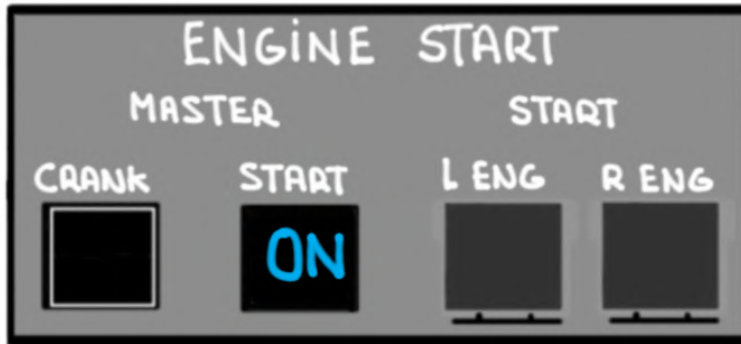 ENGINE START
MASTER START
CRANK START L ENG R ENG
ON